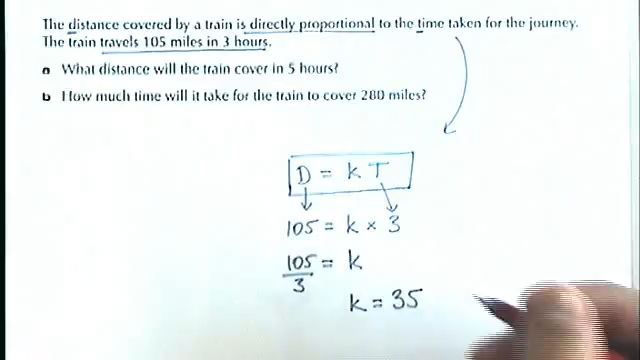 The distance covered by a train is directly proportional to the time taken for the journey.
The train travels 105 miles in 3 hours.
a What distance will the train cover in 5 hours?
b How much time will it take for the train to cover 280 miles?
D = k T
105 = k × 3
105/3 = k
k = 35